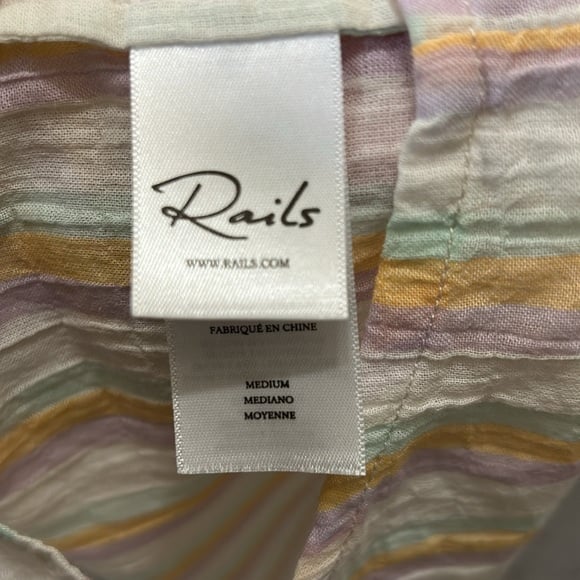 Rails
WWW.RAILS.COM
FABRIQUÉ EN CHINE
MEDIUM
MEDIANO
MOYENNE